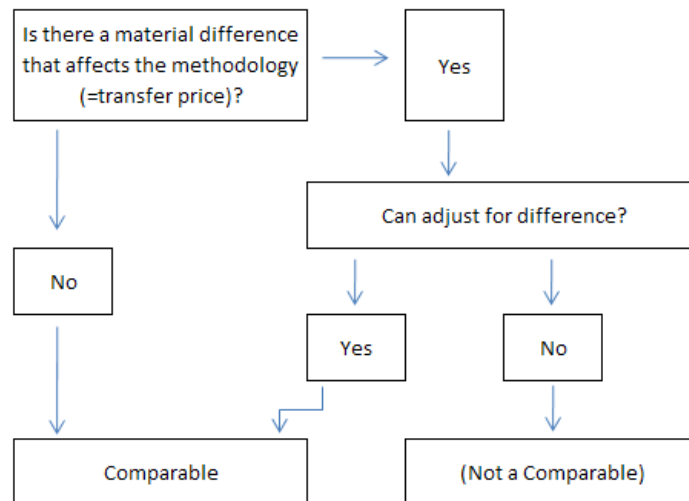 Is there a material difference
that affects the methodology
(=transfer price)?
Yes
Can adjust for difference?
No
Yes
No
Comparable
(Not a Comparable)